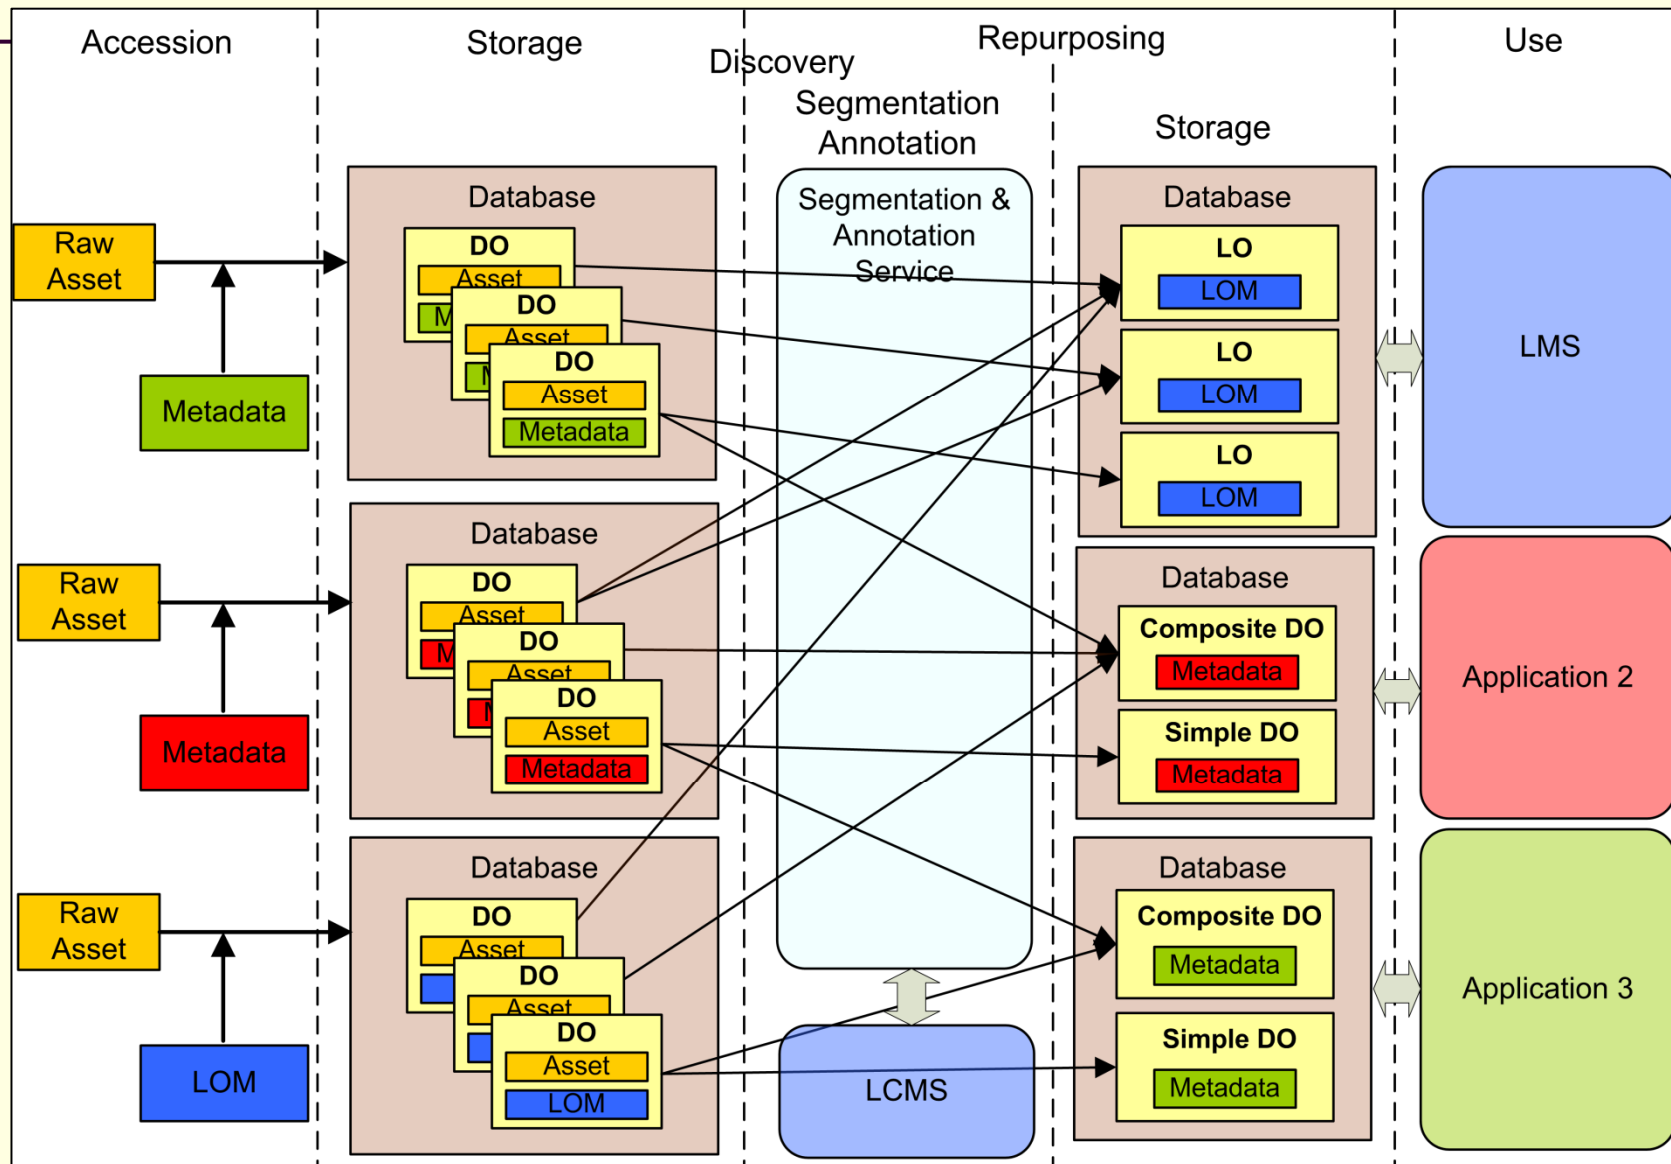 Accession
Storage
Discovery
Repurposing
Use
Segmentation
Annotation
Storage
Raw
Asset
Metadata
Database
DO
Asset
DO
Asset
DO
Asset
Metadata
Segmentation &
Annotation
Service
Database
LO
LOM
LO
LOM
LO
LOM
LMS
Raw
Asset
Metadata
Database
DO
Asset
DO
Asset
DO
Asset
Metadata
Database
Composite DO
Metadata
Simple DO
Metadata
Application 2
Raw
Asset
LOM
Database
DO
Asset
DO
Asset
DO
Asset
LOM
LCMS
Database
Composite DO
Metadata
Simple DO
Metadata
Application 3